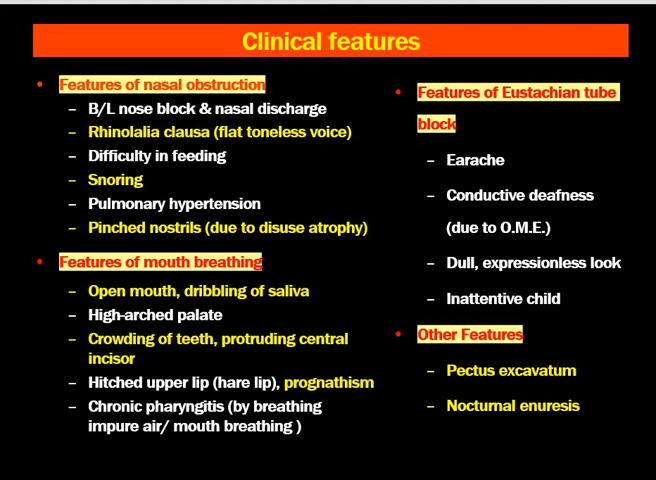 Clinical features
• Features of nasal obstruction
– B/L nose block & nasal discharge
– Rhinolalia clausa (flat toneless voice)
– Difficulty in feeding
– Snoring
– Pulmonary hypertension
– Pinched nostrils (due to disuse atrophy)
• Features of mouth breathing
– Open mouth, dribbling of saliva
– High-arched palate
– Crowding of teeth, protruding central
incisor
– Hitched upper lip (hare lip), prognathism
– Chronic pharyngitis (by breathing
impure air/ mouth breathing )
• Features of Eustachian tube
block
– Earache
– Conductive deafness
(due to O.M.E.)
– Dull, expressionless look
– Inattentive child
• Other Features
– Pectus excavatum
– Nocturnal enuresis